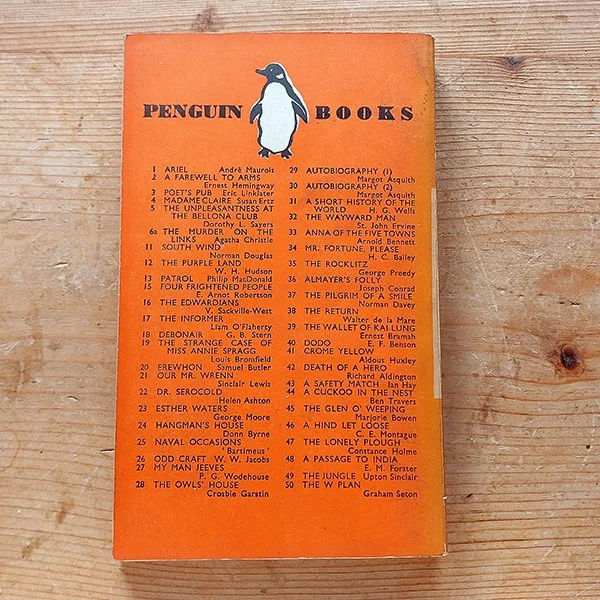 PENGUIN BOOKS
1 ARIEL André Maurois
2 A FAREWELL TO ARMS
Ernest Hemingway
3 POET'S PUB Eric Linklater
4 MADAME CLAIRE Susan Ertz
5 THE UNPLEASANTNESS AT
THE BELLONA CLUB
Dorothy L. Sayers
6a THE MURDER ON THE
LINKS Agatha Christie
11 SOUTH WIND
Norman Douglas
12 THE PURPLE LAND
W. H. Hudson
13 PATROL Philip MacDonald
15 FOUR FRIGHTENED PEOPLE
E. Arnot Robertson
16 THE EDWARDIANS
V. Sackville-West
17 THE INFORMER
Liam O'Flaherty
18 DEBONAIR G. B. Stern
19 THE STRANGE CASE OF
MISS ANNIE SPRAGG
Louis Bromfield
20 EREWHON Samuel Butler
21 OUR MR. WRENN
Sinclair Lewis
22 DR. SEROCOLD
Helen Ashton
23 ESTHER WATERS
George Moore
24 HANGMAN'S HOUSE
Donn Byrne
25 NAVAL OCCASIONS
'Bartimeus'
26 ODD CRAFT W. W. Jacobs
27 MY MAN JEEVES
P. G. Wodehouse
28 THE OWLS' HOUSE
Crosbie Garstin
29 AUTOBIOGRAPHY (1)
Margot Asquith
30 AUTOBIOGRAPHY (2)
Margot Asquith
31 A SHORT HISTORY OF THE
WORLD H. G. Wells
32 THE WAYWARD MAN
St. John Ervine
33 ANNA OF THE FIVE TOWNS
Arnold Bennett
34 MR. FORTUNE, PLEASE
H. C. Bailey
35 THE ROCKLITZ
George Preedy
36 ALMAYER'S FOLLY
Joseph Conrad
37 THE PILGRIM OF A SMILE
Norman Davey
38 THE RETURN
Walter de la Mare
39 THE WALLET OF KAI LUNG
Ernest Bramah
40 DODO E. F. Benson
41 CROME YELLOW
Aldous Huxley
42 DEATH OF A HERO
Richard Aldington
43 A SAFETY MATCH Ian Hay
44 A CUCKOO IN THE NEST
Ben Travers
45 THE GLEN O' WEEPING
Marjorie Bowen
46 A HIND LET LOOSE
C. E. Montague
47 THE LONELY PLOUGH
Constance Holme
48 A PASSAGE TO INDIA
E. M. Forster
49 THE JUNGLE Upton Sinclair
50 THE W PLAN
Graham Seton